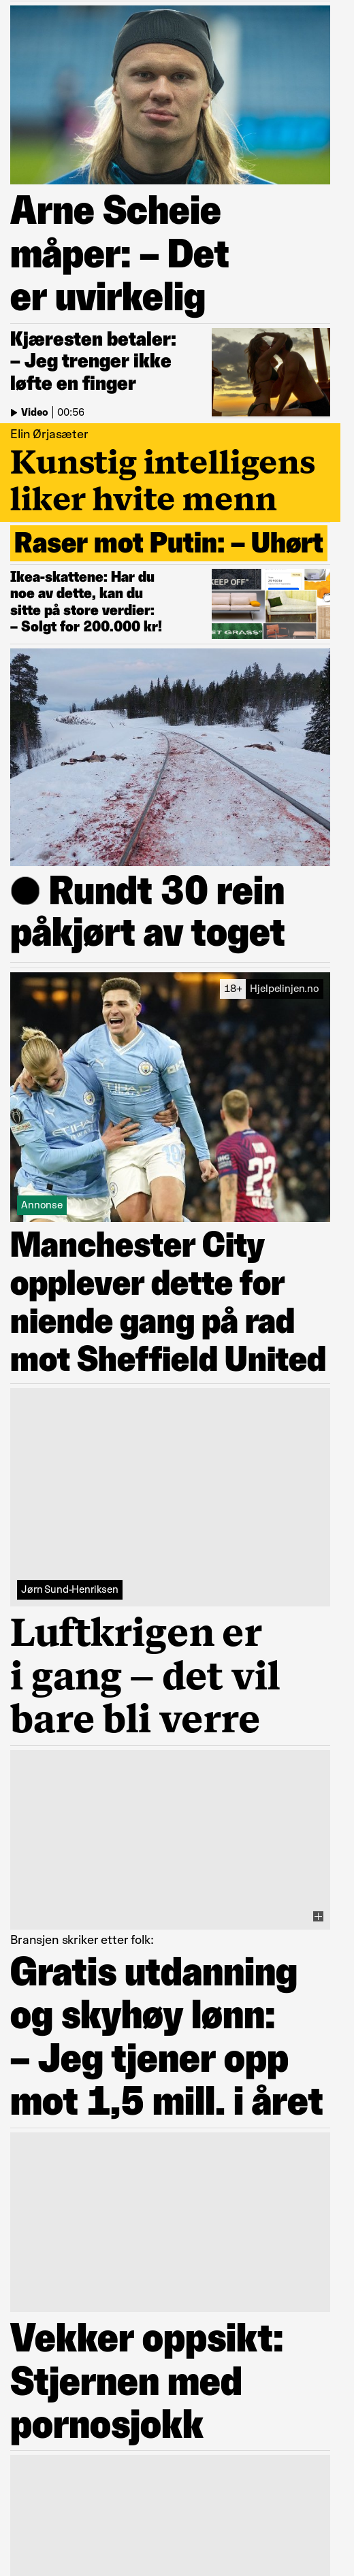 Arne Scheie
måper: – Det
er uvirkelig
Kjæresten betaler:
– Jeg trenger ikke
løfte en finger
Video | 00:56
Elin Ørjasæter
Kunstig intelligens
liker hvite menn
Raser mot Putin: – Uhørt
Ikea-skattene: Har du
noe av dette, kan du
sitte på store verdier:
– Solgt for 200.000 kr!
KEEP OFF"
ET GRASS"
Rundt 30 rein
påkjørt av toget
18+ Hjelpelinjen.no
ETIHAD
22
Annonse
Manchester City
opplever dette for
niende gang på rad
mot Sheffield United
Jørn Sund-Henriksen
Luftkrigen er
i gang – det vil
bare bli verre
Bransjen skriker etter folk:
Gratis utdanning
og skyhøy lønn:
– Jeg tjener opp
mot 1,5 mill. i året
Vekker oppsikt:
Stjernen med
pornosjokk